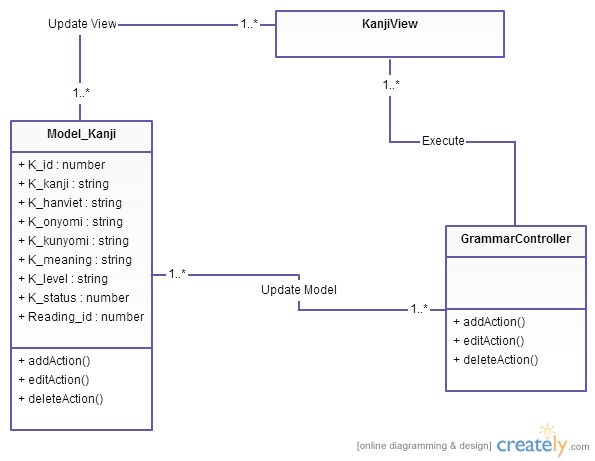 Update View
1..*
KanjiView
1..*
1..*
Model_Kanji
+ K_id : number
+ K_kanji : string
+ K_hanviet : string
+ K_onyomi : string
+ K_kunyomi : string
+ K_meaning : string
+ K_level : string
+ K_status : number
+ Reading_id : number
+ addAction()
+ editAction()
+ deleteAction()
Execute
1..*
Update Model
1..*
GrammarController
+ addAction()
+ editAction()
+ deleteAction()
[online diagramming & design] creately.com